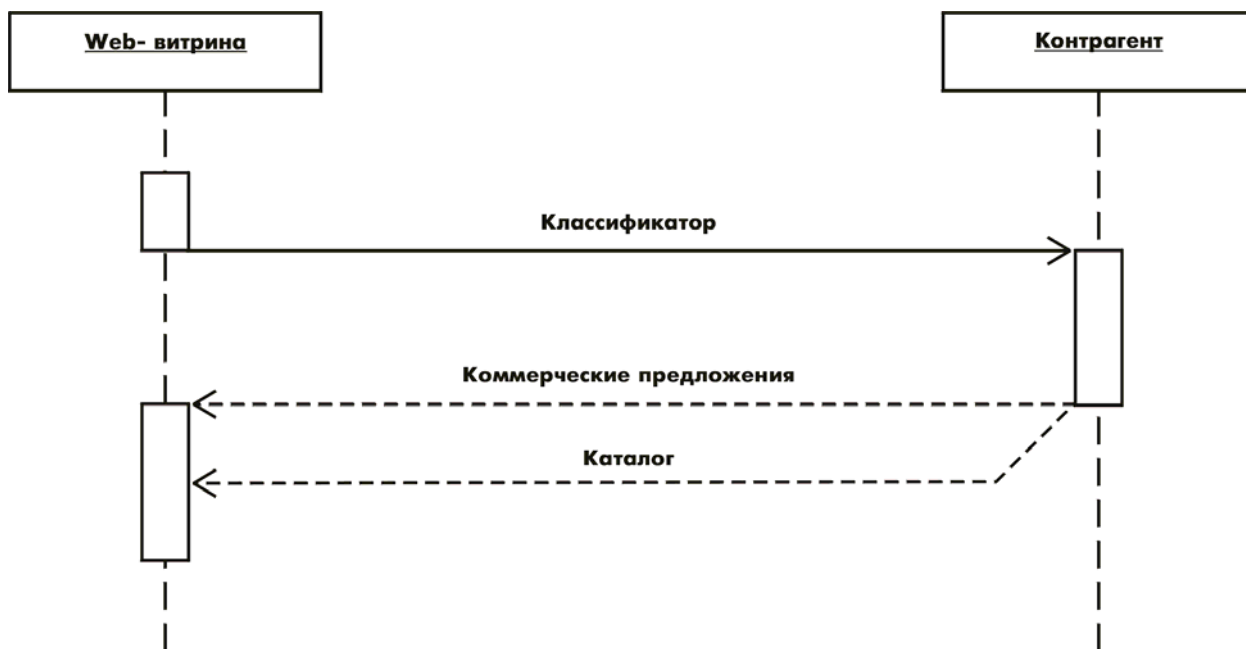 Web- витрина
Контрагент
Классификатор
Коммерческие предложения
Каталог